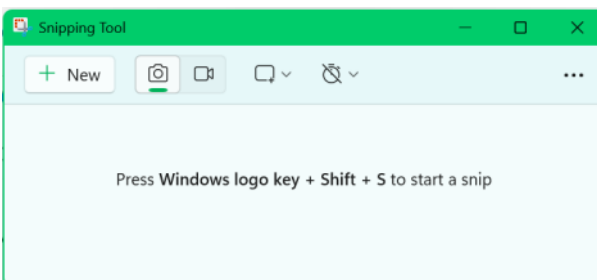 Snipping Tool
New
Press Windows logo key + Shift + S to start a snip